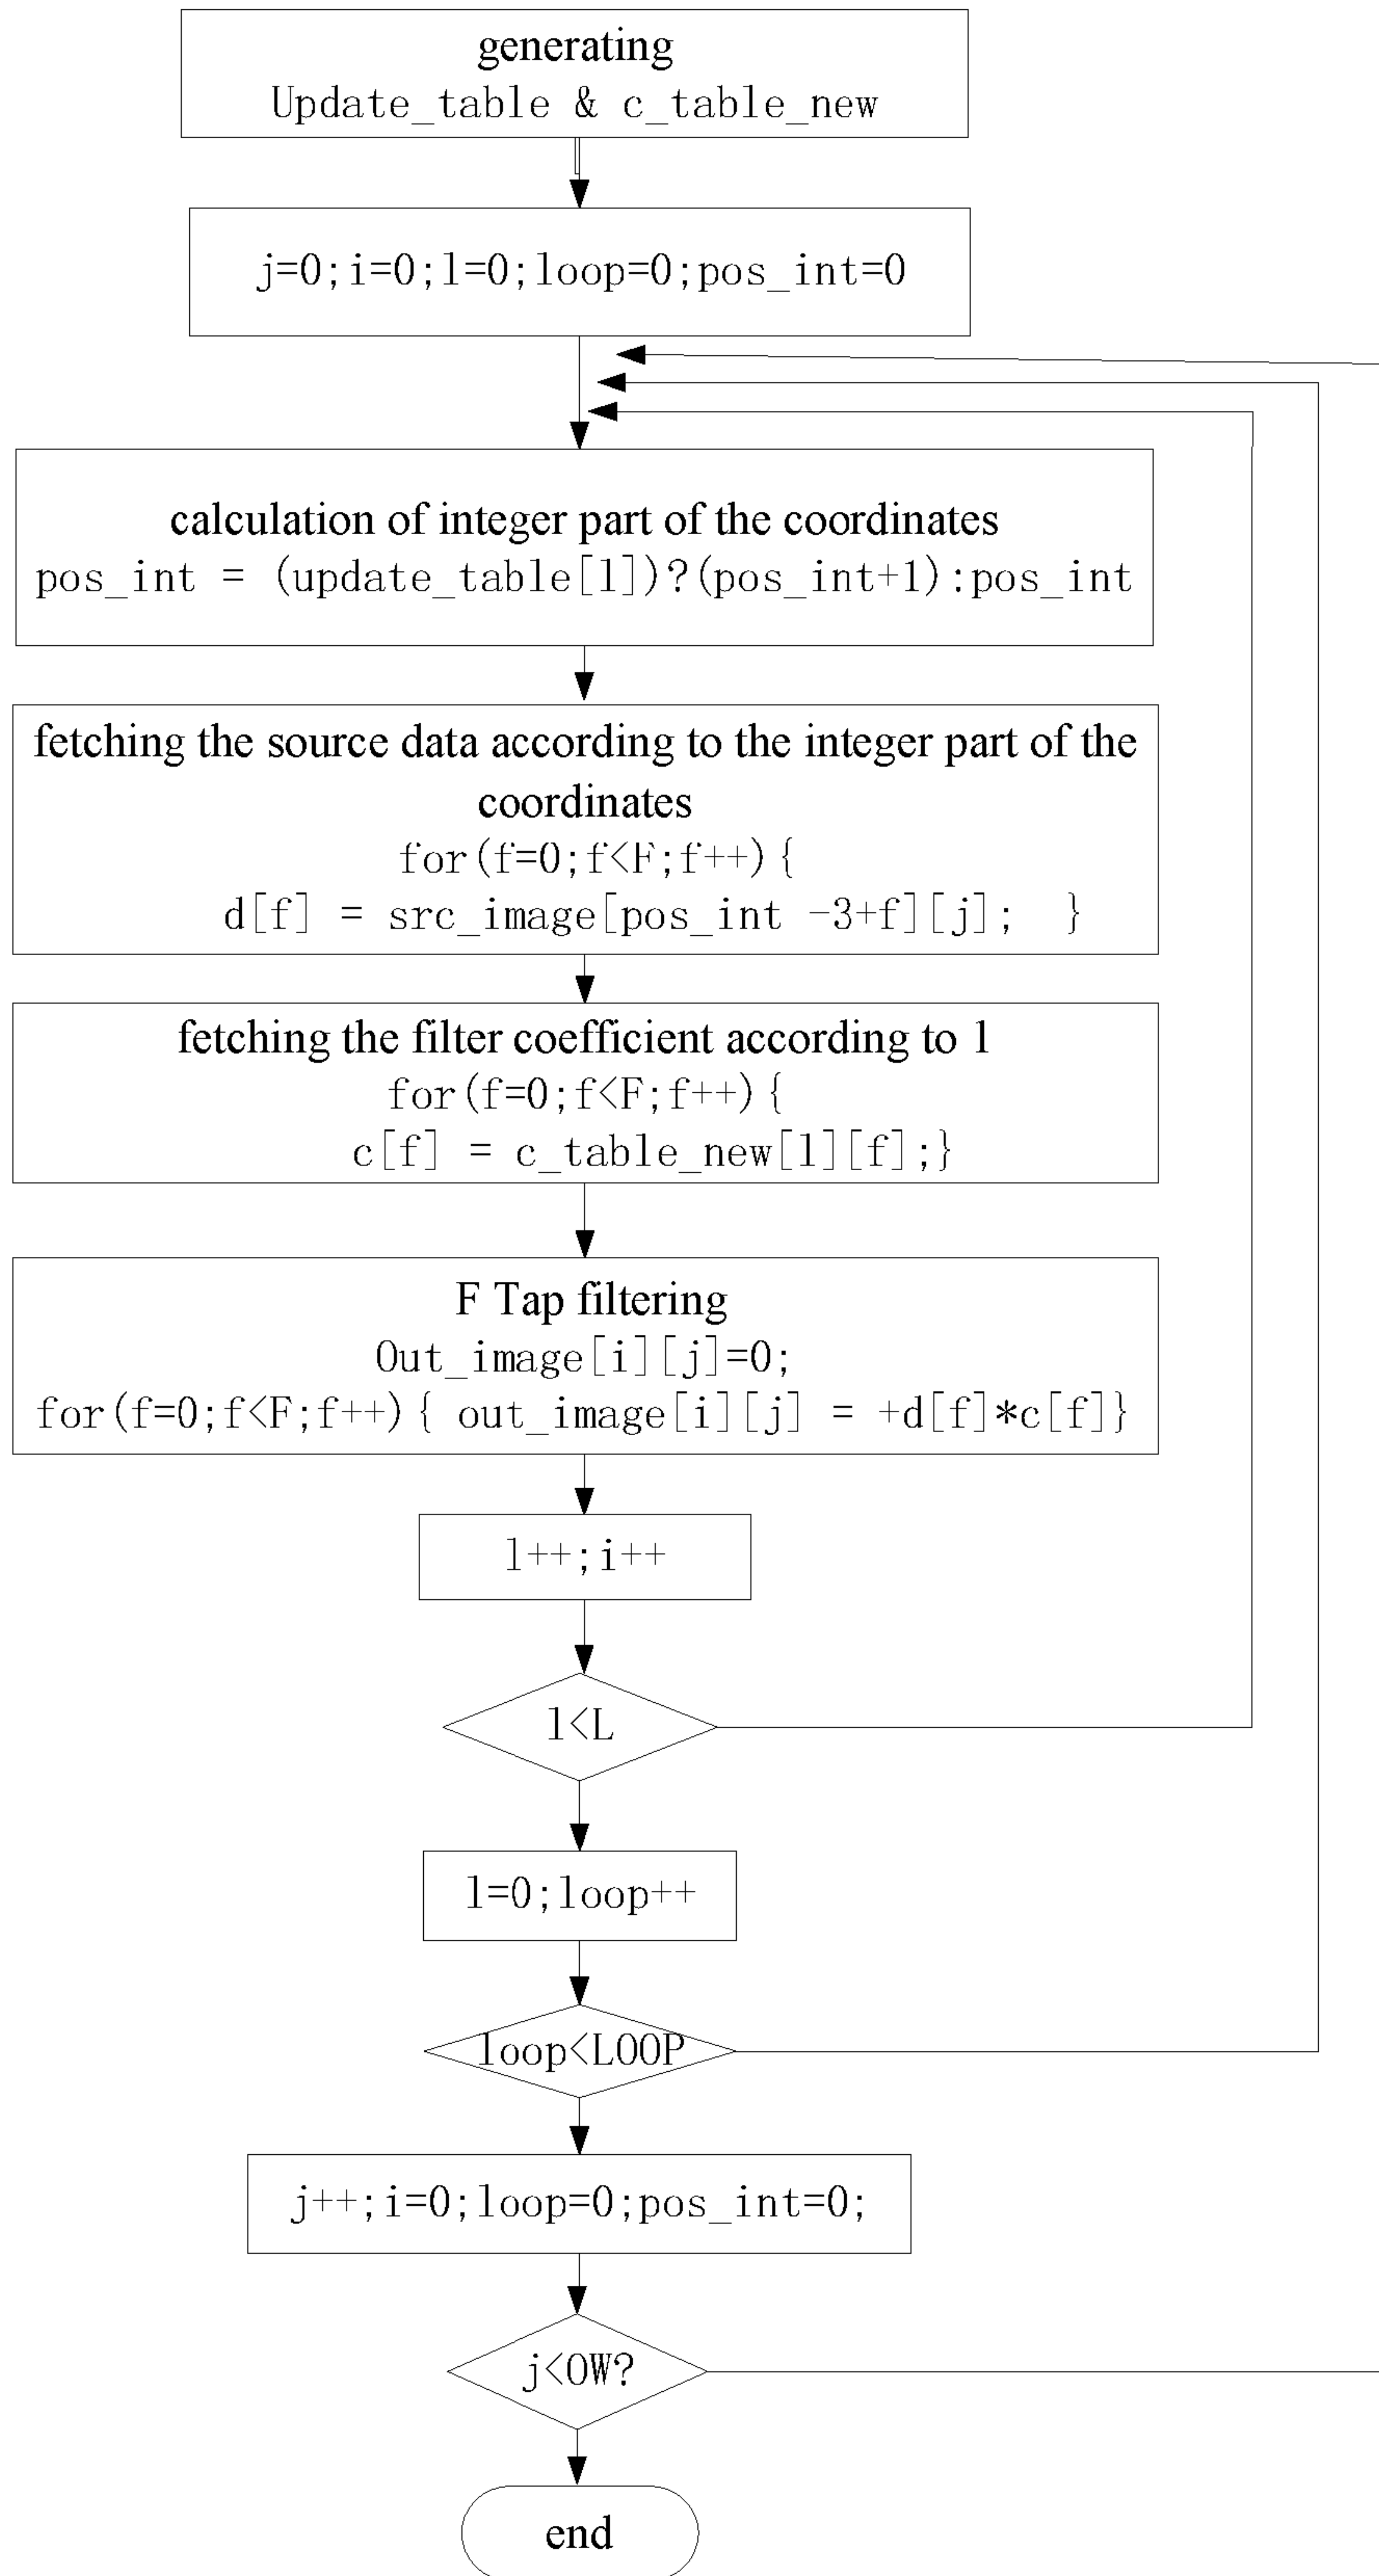 generating
Update_table & c_table_new
j=0;i=0;l=0;loop=0;pos_int=0
calculation of integer part of the coordinates
pos_int = (update_table[l])?(pos_int+1):pos_int
fetching the source data according to the integer part of the
coordinates
for(f=0;f<F;f++){
d[f] = src_image[pos_int -3+f][j]; }
fetching the filter coefficient according to l
for(f=0;f<F;f++){
c[f] = c_table_new[l][f];}
F Tap filtering
Out_image[i][j]=0;
for(f=0;f<F;f++){ out_image[i][j] = +d[f]*c[f]}
l++;i++
l<L
l=0;loop++
loop<LOOP
j++;i=0;loop=0;pos_int=0;
j<OW?
end